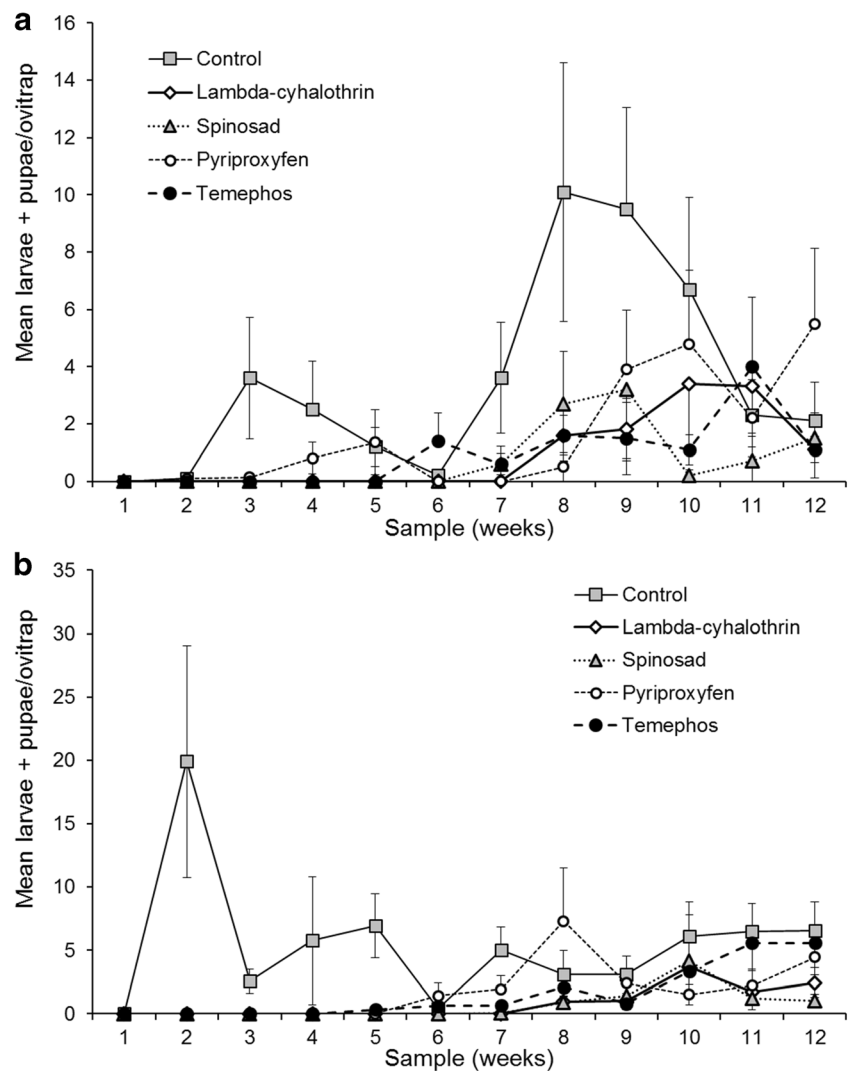 a
16
14
12
10
8
6
4
2
0
Mean larvae + pupae/ovitrap
Control
Lambda-cyhalothrin
Spinosad
Pyriproxyfen
Temephos
1 2 3 4 5 6 7 8 9 10 11 12
Sample (weeks)
b
35
30
25
20
15
10
5
0
Mean larvae + pupae/ovitrap
Control
Lambda-cyhalothrin
Spinosad
Pyriproxyfen
Temephos
1 2 3 4 5 6 7 8 9 10 11 12
Sample (weeks)